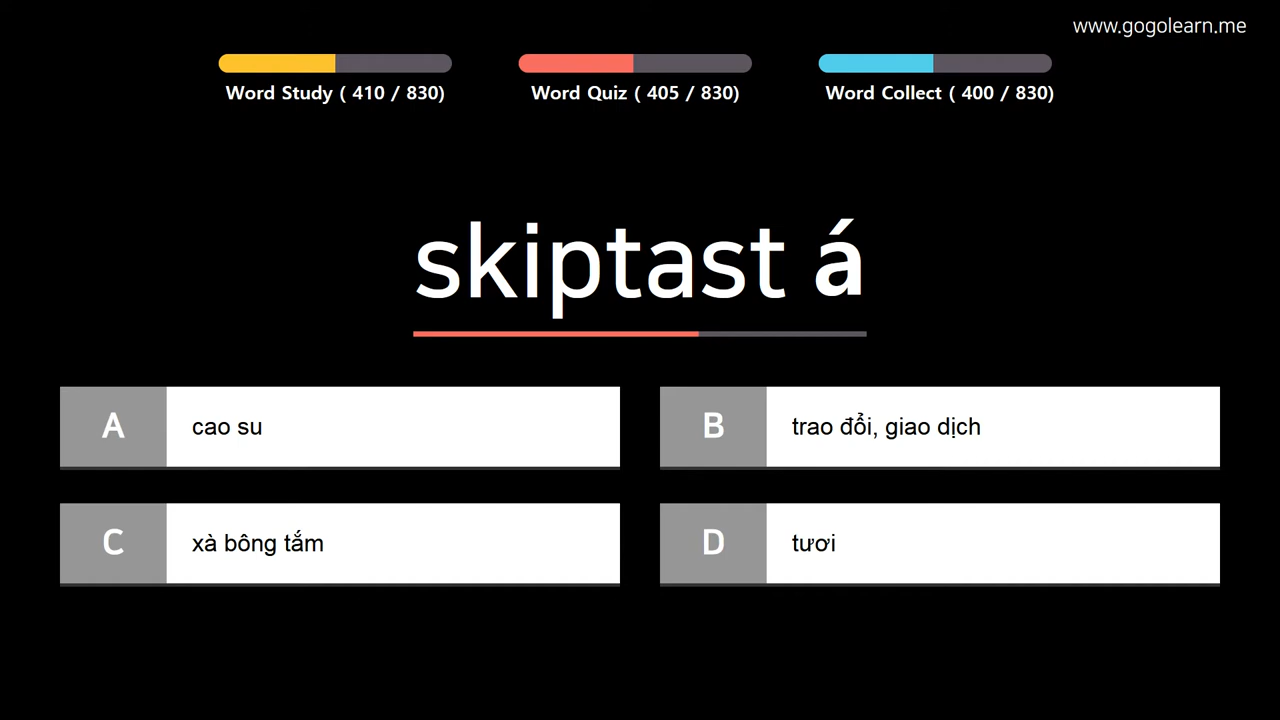 www.gogolearn.me
Word Study ( 410 / 830)
Word Quiz ( 405 / 830)
Word Collect ( 400 / 830)
skiptast á
A cao su
B trao đổi, giao dịch
C xà bông tắm
D tươi